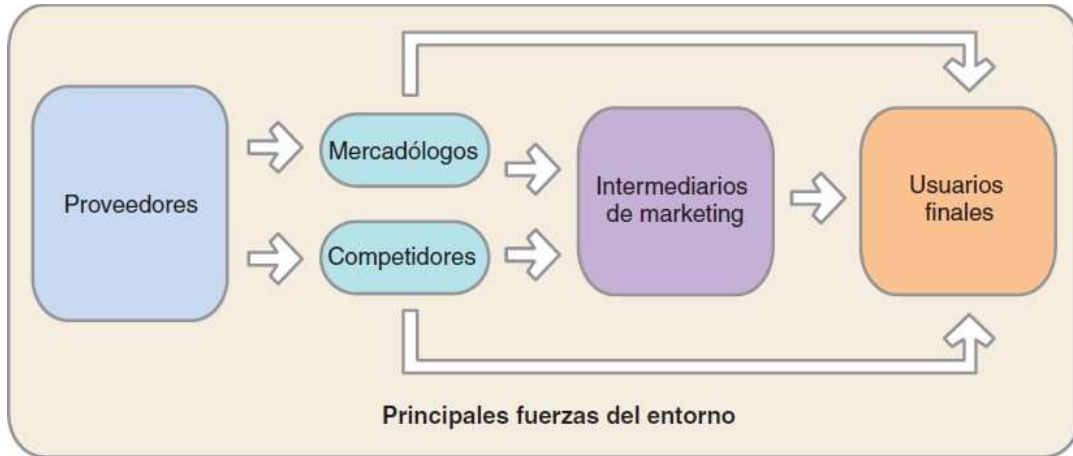 Proveedores
Mercadólogos
Competidores
Intermediarios
de marketing
Usuarios
finales
Principales fuerzas del entorno